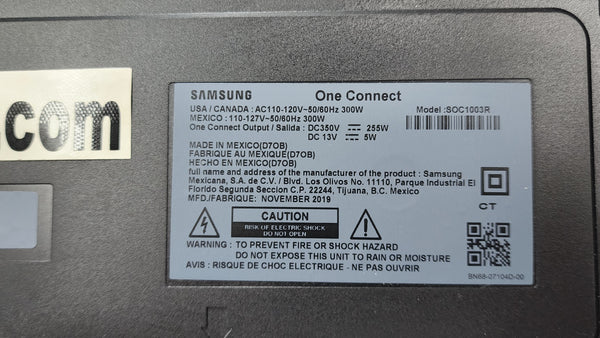 .com
SAMSUNG One Connect
USA / CANADA : AC110-120V~50/60Hz 300W
Model :SOC1003R
MEXICO : 110-127V~50/60Hz 300W
One Connect Output / Salida : DC350V 255W
DC 13V 5W
MADE IN MEXICO(D7OB)
FABRIQUE AU MEXIQUE(D7OB)
HECHO EN MEXICO(D7OB)
full name and address of the manufacturer of the product : Samsung
Mexicana, S.A. de C.V./ Blvd. Los Olivos No. 11110, Parque Industrial El
Florido Segunda Seccion C.P. 22244, Tijuana, B.C. Mexico
MFD./FABRIQUE: NOVEMBER 2019
CT
CAUTION
RISK OF ELECTRIC SHOCK
DO NOT OPEN
WARNING : TO PREVENT FIRE OR SHOCK HAZARD
DO NOT EXPOSE THIS UNIT TO RAIN OR MOISTURE
AVIS : RISQUE DE CHOC ELECTRIQUE - NE PAS OUVRIR
BN68-07104D-00